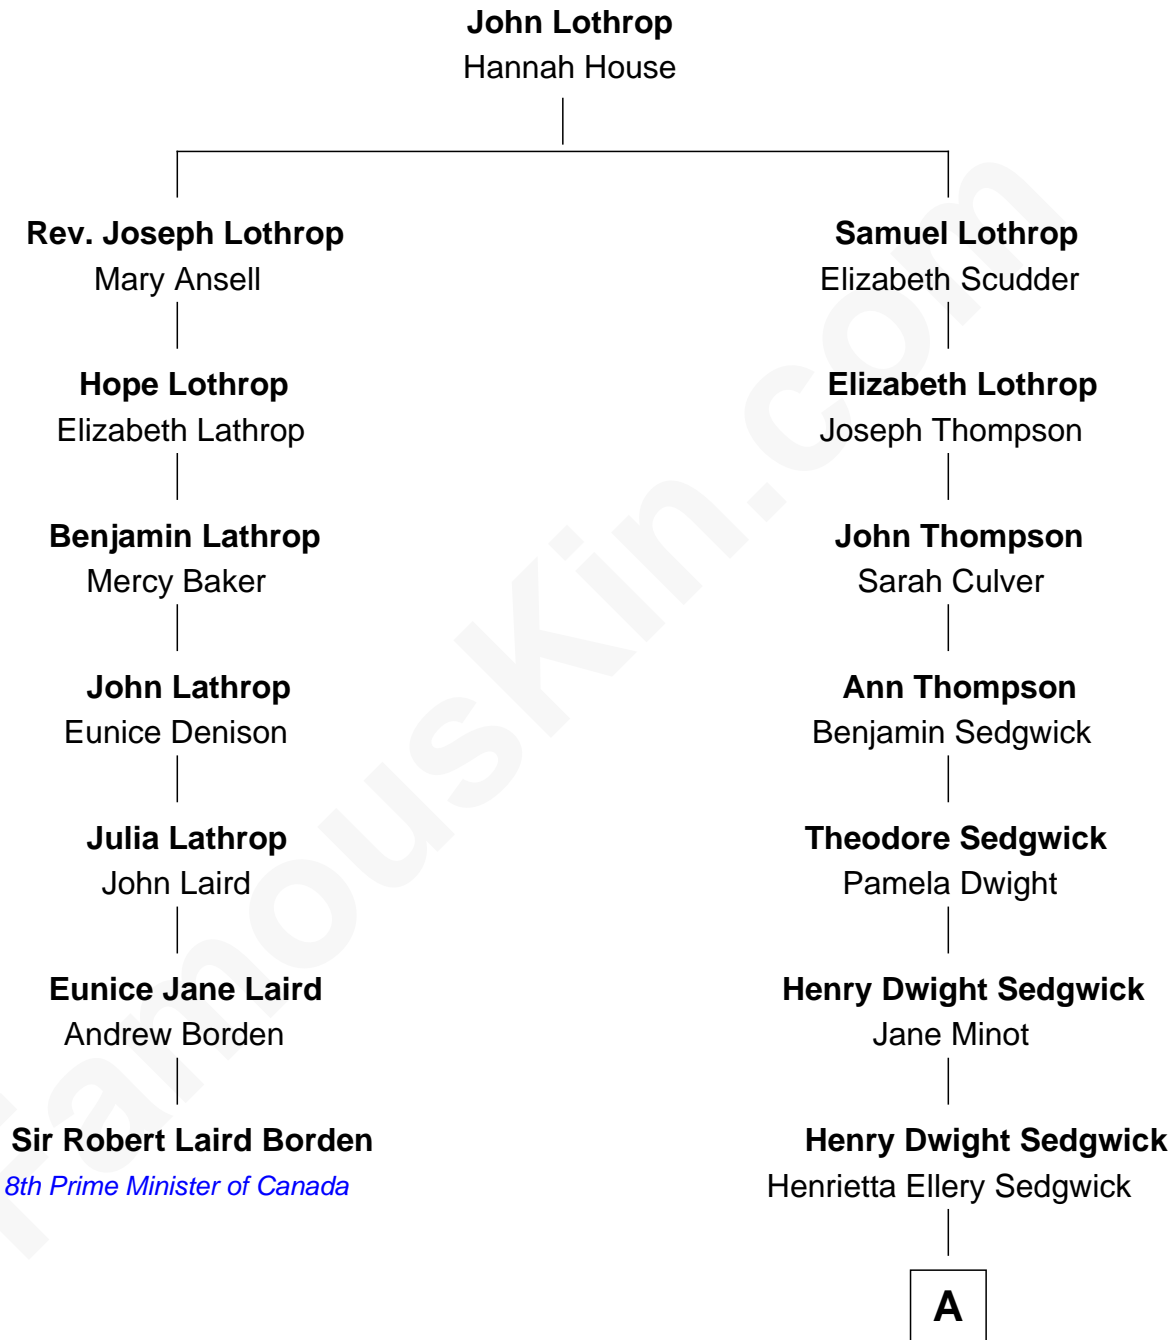 John Lothrop
Hannah House
Rev. Joseph Lothrop
Mary Ansell
Samuel Lothrop
Elizabeth Scudder
Hope Lothrop
Elizabeth Lathrop
Elizabeth Lothrop
Joseph Thompson
Benjamin Lathrop
Mercy Baker
John Thompson
Sarah Culver
John Lathrop
Eunice Denison
Ann Thompson
Benjamin Sedgwick
Julia Lathrop
John Laird
Theodore Sedgwick
Pamela Dwight
Eunice Jane Laird
Andrew Borden
Henry Dwight Sedgwick
Jane Minot
Sir Robert Laird Borden
8th Prime Minister of Canada
Henry Dwight Sedgwick
Henrietta Ellery Sedgwick
A
FamousKin.com